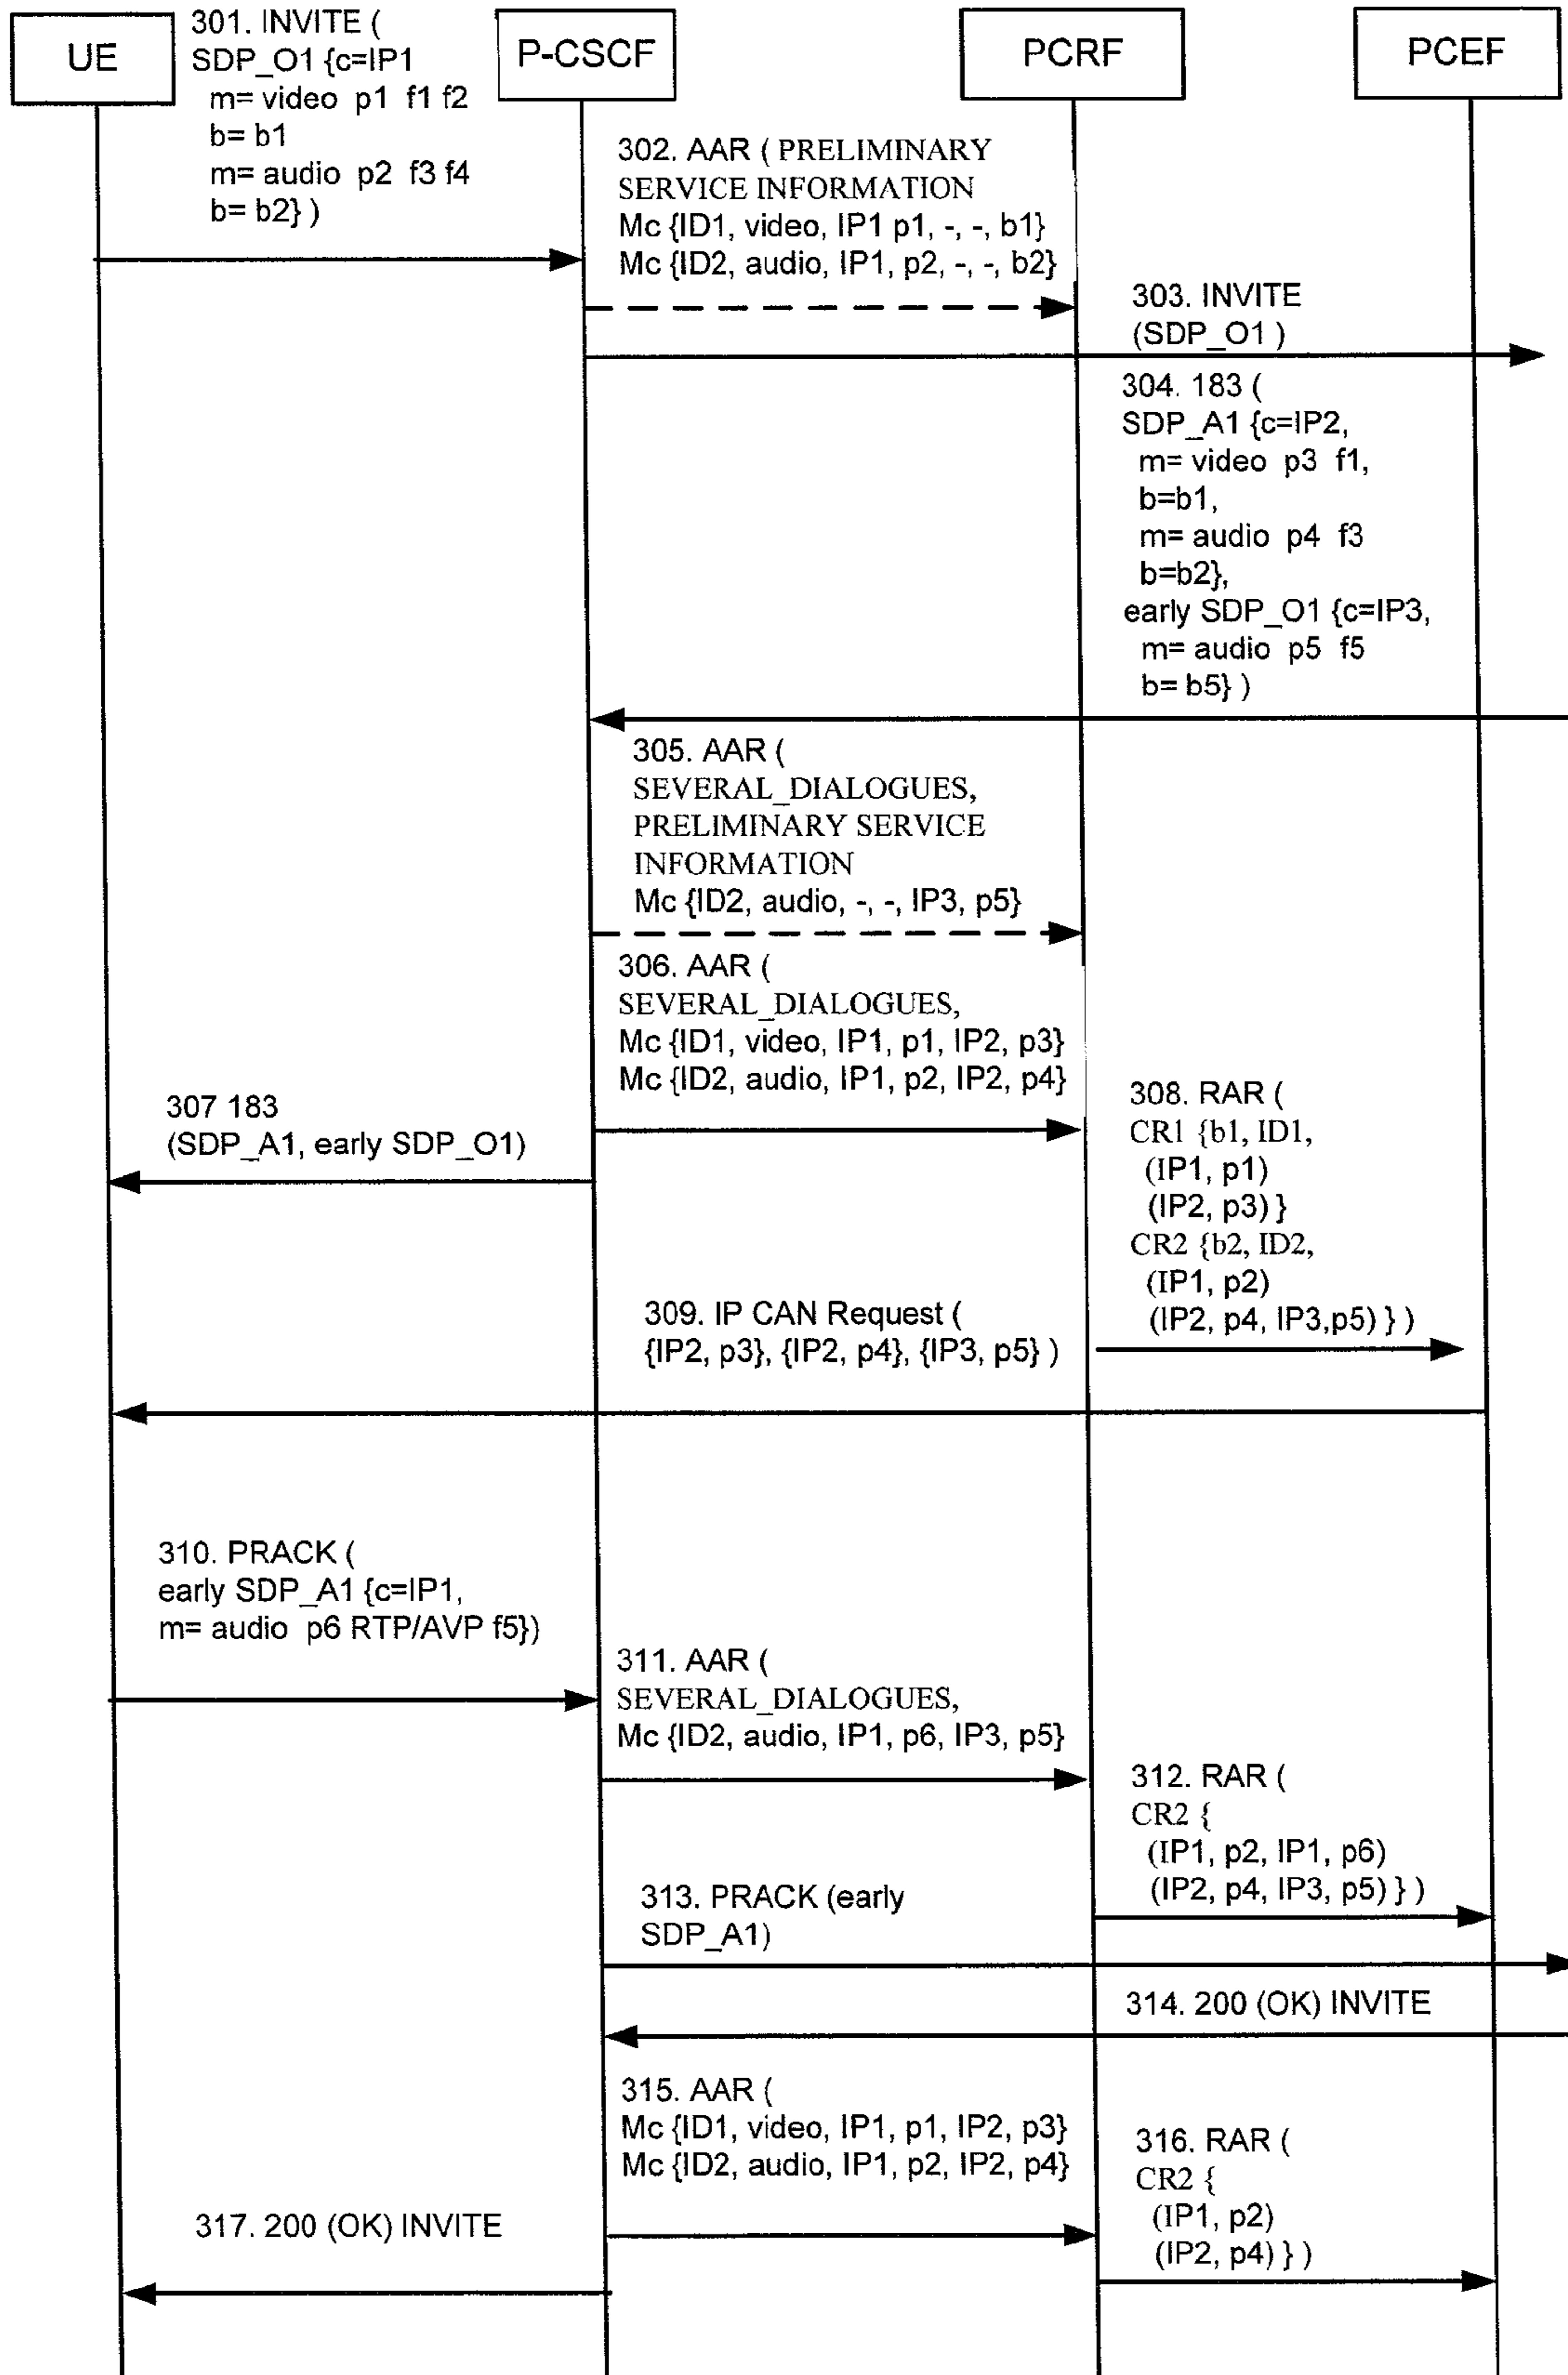 UE
P-CSCF
PCRF
PCEF
301. INVITE (
SDP_O1 {c=IP1
m= video p1 f1 f2
b= b1
m= audio p2 f3 f4
b= b2} )
302. AAR ( PRELIMINARY
SERVICE INFORMATION
Mc {ID1, video, IP1 p1, -, -, b1}
Mc {ID2, audio, IP1, p2, -, -, b2}
303. INVITE
(SDP_O1 )
304. 183 (
SDP_A1 {c=IP2,
m= video p3 f1,
b=b1,
m= audio p4 f3
b=b2},
early SDP_O1 {c=IP3,
m= audio p5 f5
b= b5} )
305. AAR (
SEVERAL_DIALOGUES,
PRELIMINARY SERVICE
INFORMATION
Mc {ID2, audio, -, -, IP3, p5}
306. AAR (
SEVERAL_DIALOGUES,
Mc {ID1, video, IP1, p1, IP2, p3}
Mc {ID2, audio, IP1, p2, IP2, p4}
307 183
(SDP_A1, early SDP_O1)
308. RAR (
CR1 {b1, ID1,
(IP1, p1)
(IP2, p3) }
CR2 {b2, ID2,
(IP1, p2)
(IP2, p4, IP3,p5) } )
309. IP CAN Request (
{IP2, p3}, {IP2, p4}, {IP3, p5} )
310. PRACK (
early SDP_A1 {c=IP1,
m= audio p6 RTP/AVP f5})
311. AAR (
SEVERAL_DIALOGUES,
Mc {ID2, audio, IP1, p6, IP3, p5}
312. RAR (
CR2 {
(IP1, p2, IP1, p6)
(IP2, p4, IP3, p5) } )
313. PRACK (early
SDP_A1)
314. 200 (OK) INVITE
315. AAR (
Mc {ID1, video, IP1, p1, IP2, p3}
Mc {ID2, audio, IP1, p2, IP2, p4}
316. RAR (
CR2 {
(IP1, p2)
(IP2, p4) } )
317. 200 (OK) INVITE